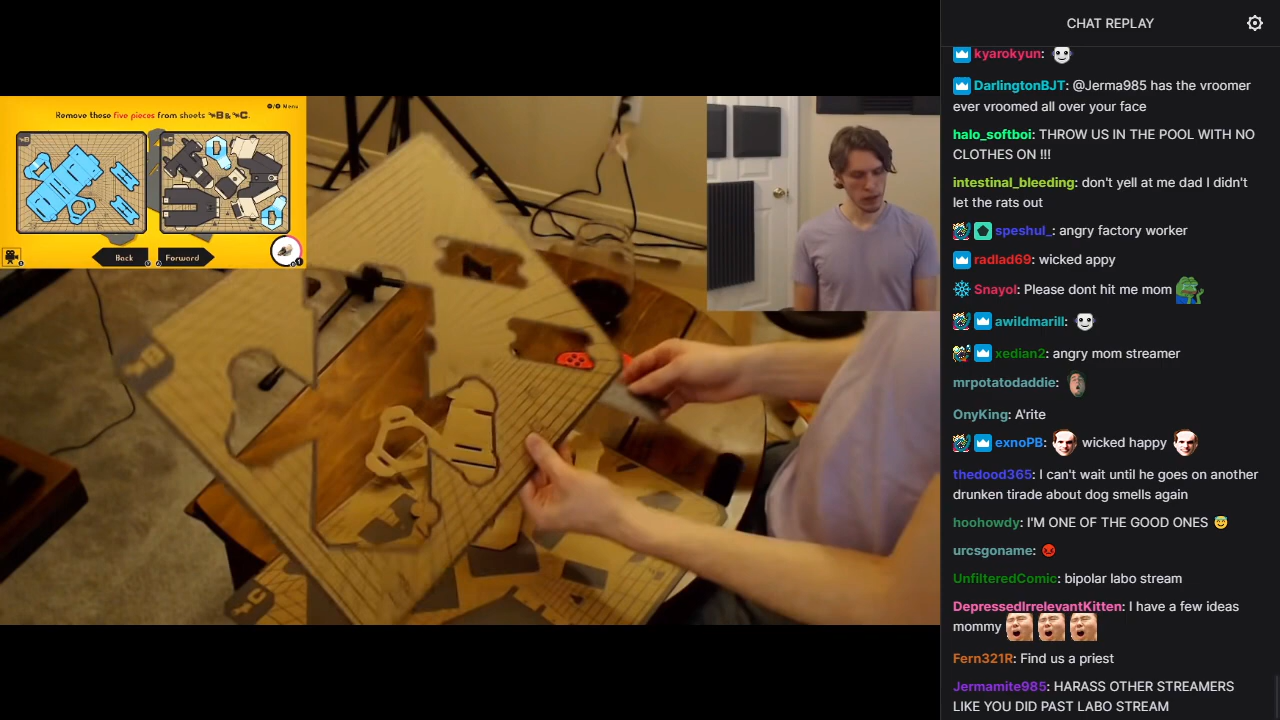 Menu
Remove these five pieces from sheets B & C.
B
C
Back
Forward
B
C
CHAT REPLAY
kyarokyun:
DarlingtonBJT: @Jerma985 has the vroomer
ever vroomed all over your face
halo_softboi: THROW US IN THE POOL WITH NO
CLOTHES ON !!!
intestinal_bleeding: don't yell at me dad I didn't
let the rats out
speshul_: angry factory worker
radlad69: wicked appy
Snayol: Please dont hit me mom
awildmarill:
xedian2: angry mom streamer
mrpotatodaddie:
OnyKing: A'rite
exnoPB: wicked happy
thedood365: I can't wait until he goes on another
drunken tirade about dog smells again
hoohowdy: I'M ONE OF THE GOOD ONES 😇
urcsgoname: 😡
UnfilteredComic: bipolar labo stream
DepressedIrrelevantKitten: I have a few ideas
mommy
Fern321R: Find us a priest
Jermamite985: HARASS OTHER STREAMERS
LIKE YOU DID PAST LABO STREAM